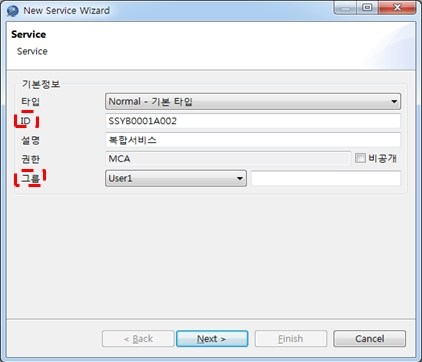 New Service Wizard
Service
Service
기본정보
타입 Normal - 기본 타입
ID SSYB0001A002
설명 복합서비스
권한 MCA 비공개
그룹 User1
< Back Next > Finish Cancel